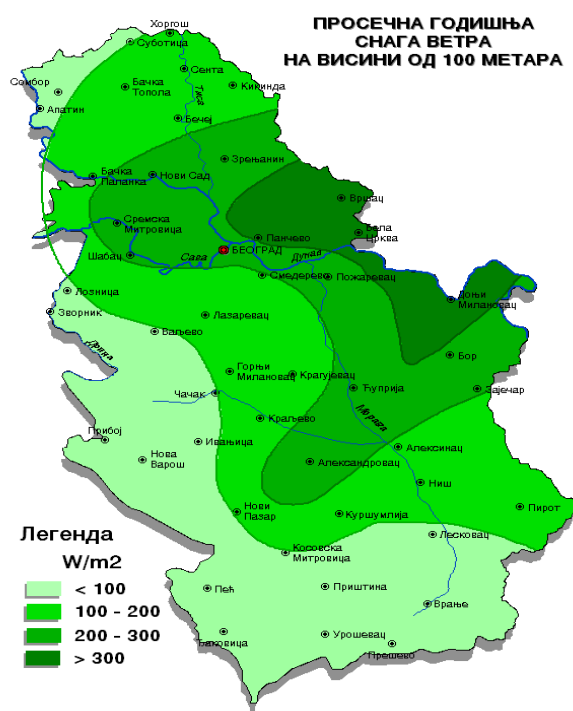 ПРОСЕЧНА ГОДИШЊА
СНАГА ВЕТРА
НА ВИСИНИ ОД 100 МЕТАРА
Хоргош
Суботица
Сента
Сомбор
Бачка
Топола
Кикинда
Тиса
Апатин
Бечеј
Зрењанин
Бачка
Паланка
Нови Сад
Вршац
Сремска
Митровица
Панчево
Бела
Црква
БЕОГРАД
Шабац
Сава
Дунав
Смедерево
Пожаревац
Лозница
Доњи
Милановац
Зворник
Лазаревац
Ваљево
Дрина
Бор
Горњи
Милановац
Крагујевац
Ћуприја
Зајечар
Чачак
Морава
Краљево
Прибој
Ивањица
Алексинац
Нова
Варош
Александровац
Ниш
Нови
Пазар
Куршумлија
Пирот
Лесковац
Косовска
Митровица
Пећ
Приштина
Врање
Ђаковица
Урошевац
Прешево
Легенда
W/m2
< 100
100 - 200
200 - 300
> 300